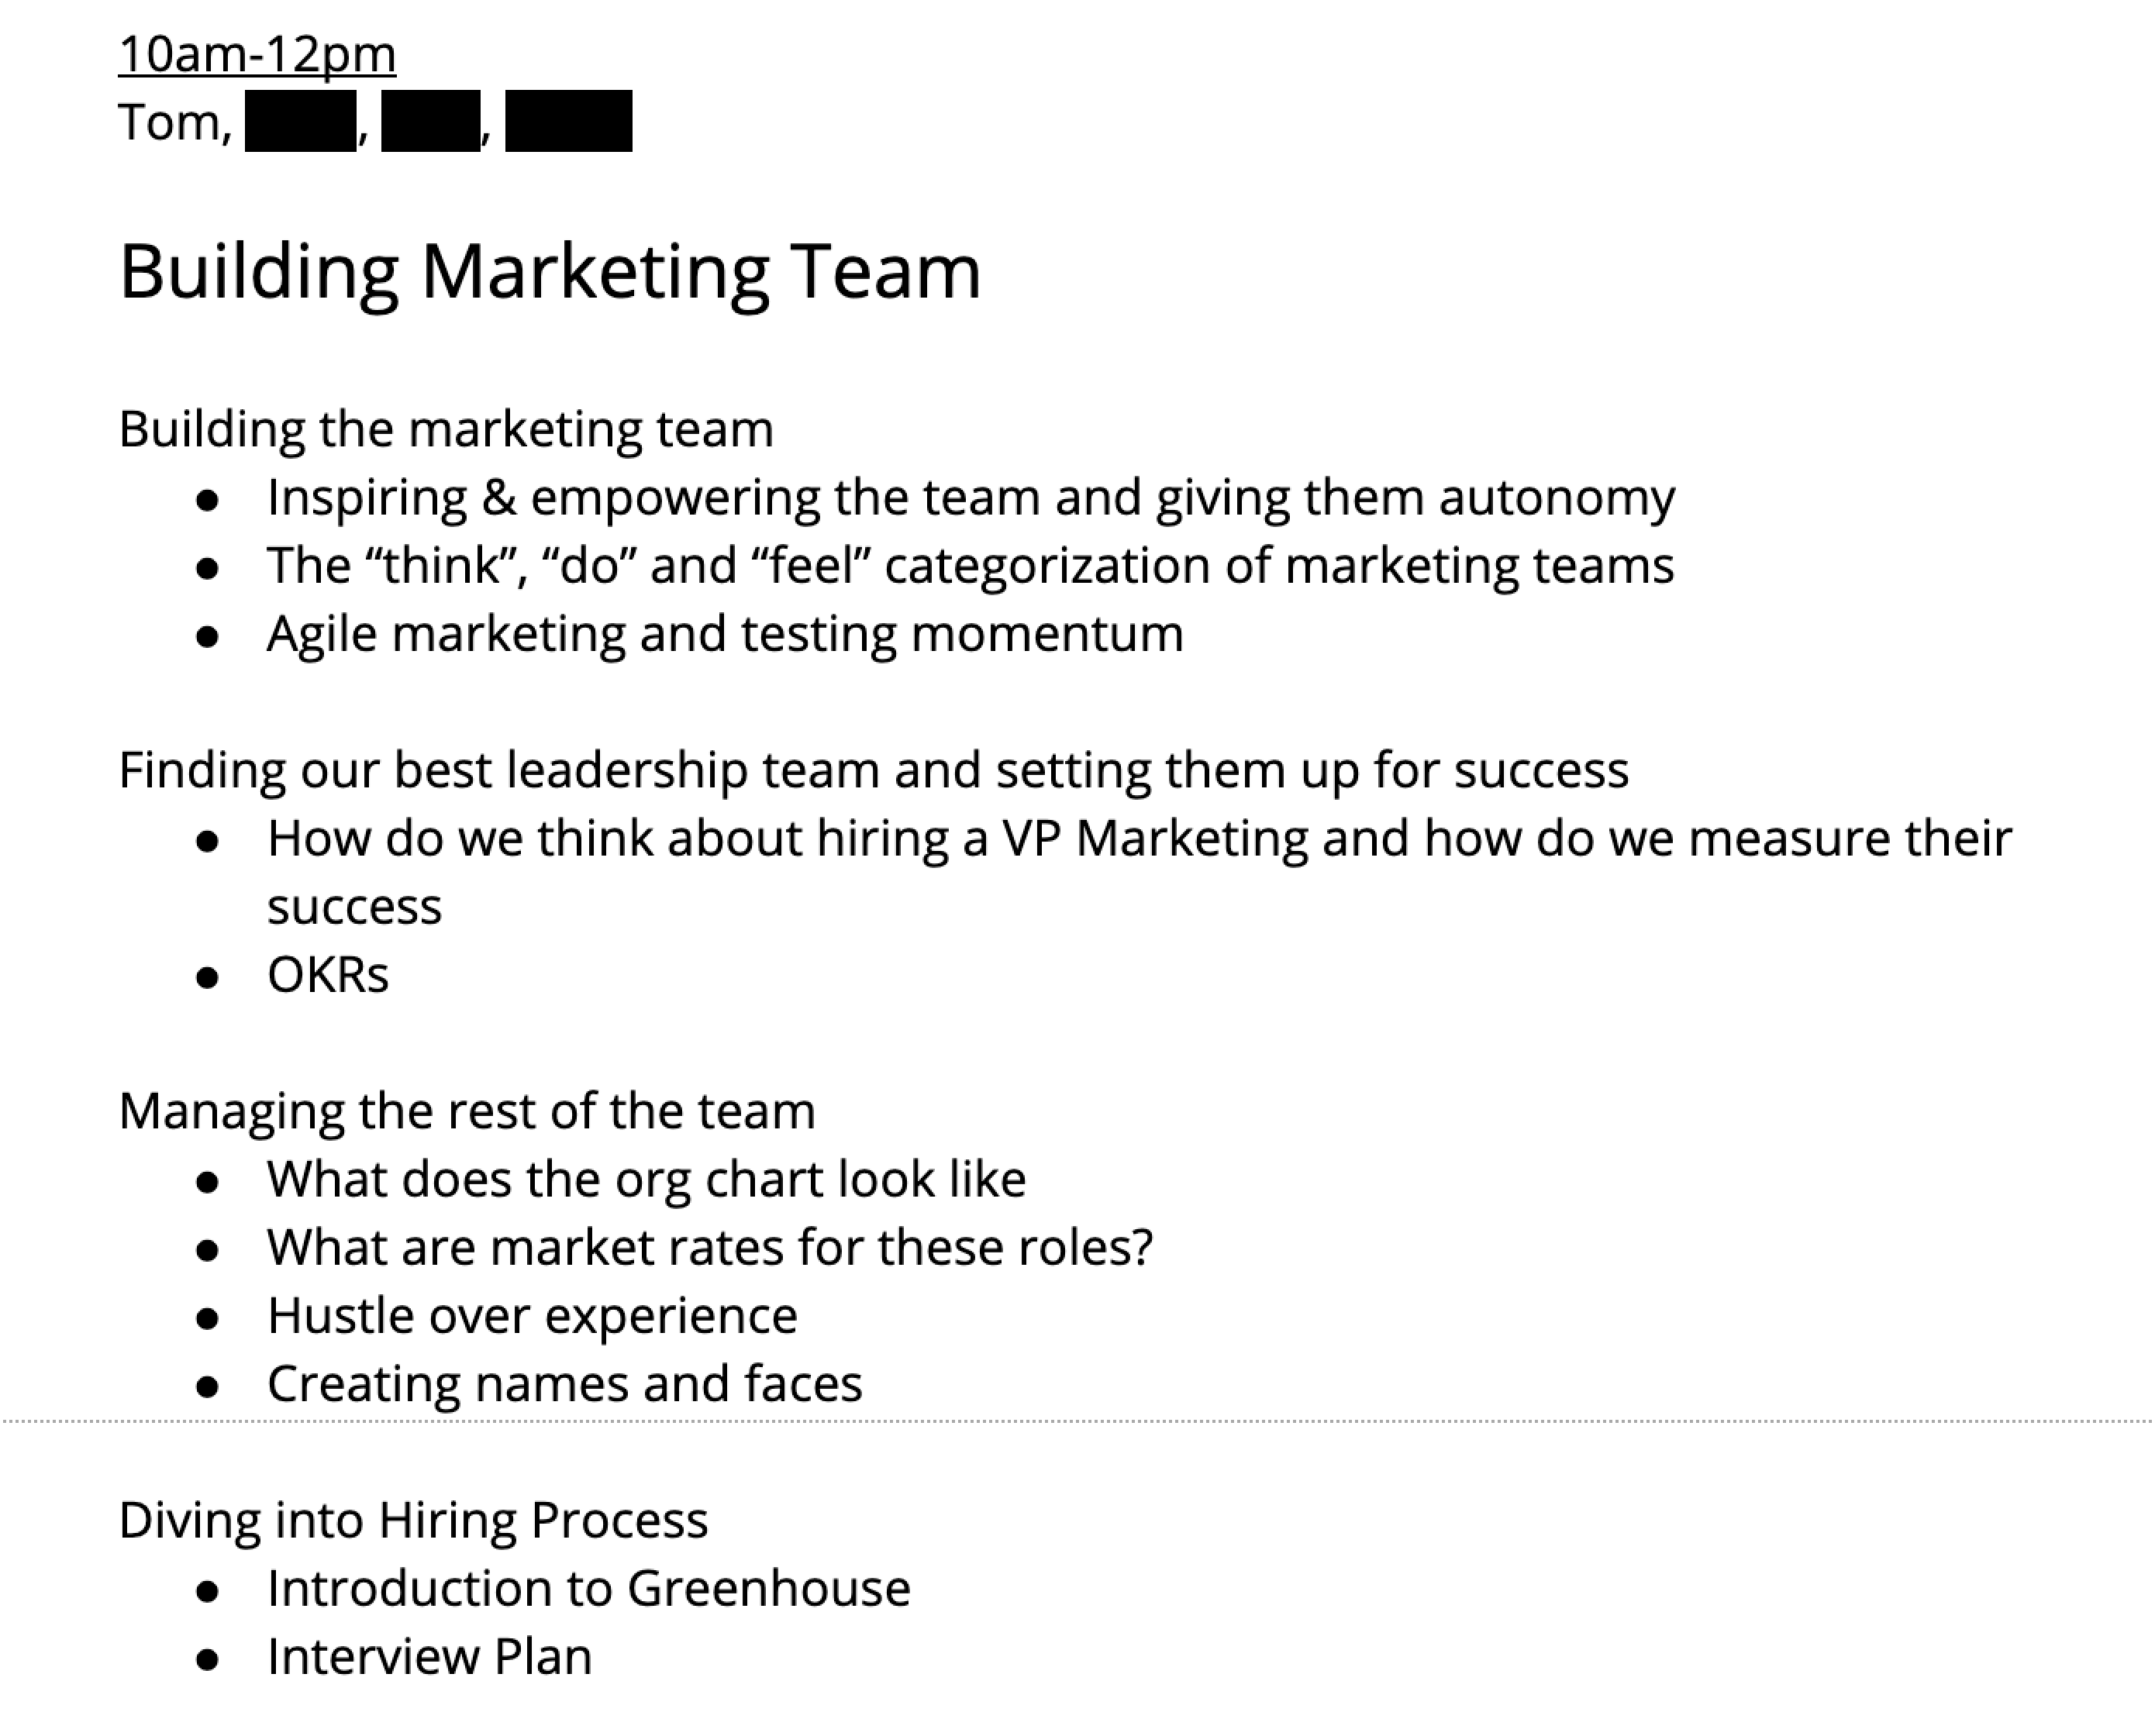 10am-12pm
Tom, , ,
Building Marketing Team
Building the marketing team
● Inspiring & empowering the team and giving them autonomy
● The “think”, “do” and “feel” categorization of marketing teams
● Agile marketing and testing momentum
Finding our best leadership team and setting them up for success
● How do we think about hiring a VP Marketing and how do we measure their
success
● OKRs
Managing the rest of the team
● What does the org chart look like
● What are market rates for these roles?
● Hustle over experience
● Creating names and faces
Diving into Hiring Process
● Introduction to Greenhouse
● Interview Plan